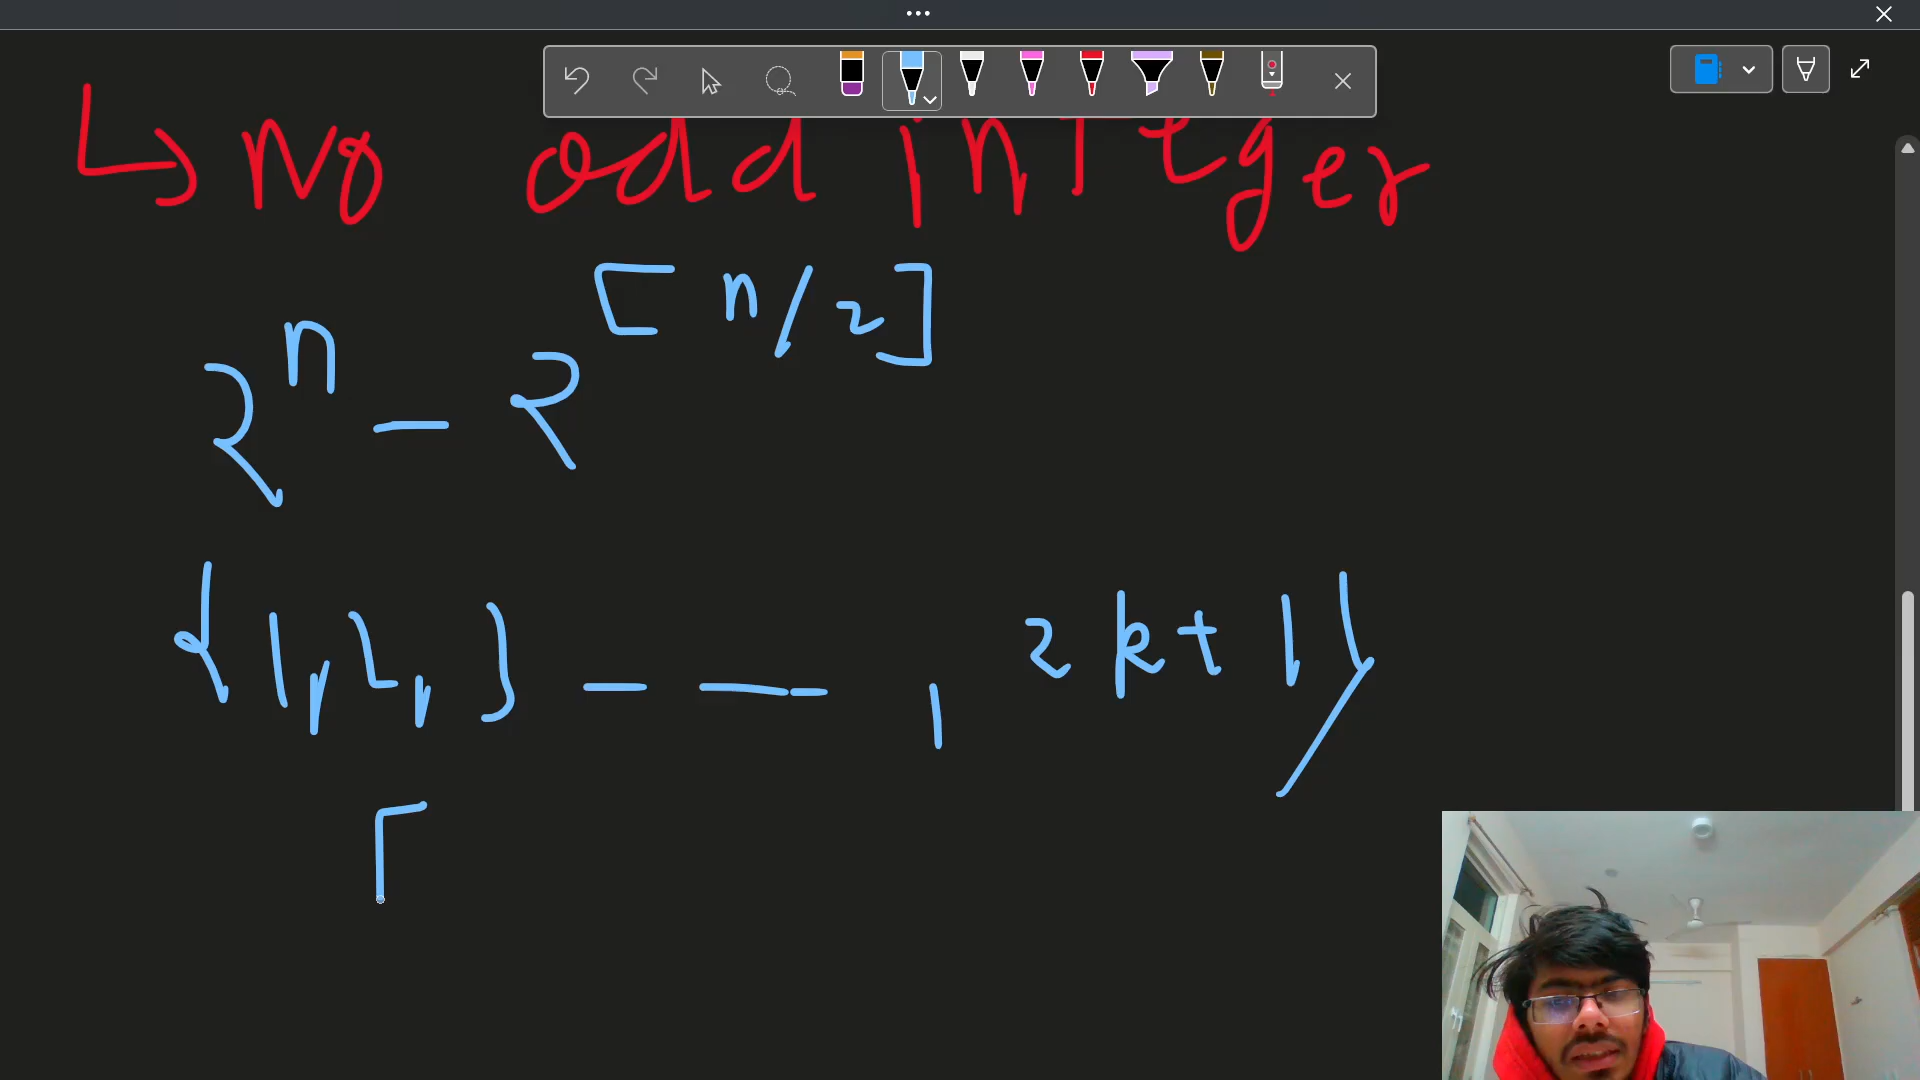 ↳ No odd integer
2^n - 2^[n/2]
{1, 2, 3 - - - , 2k+1}